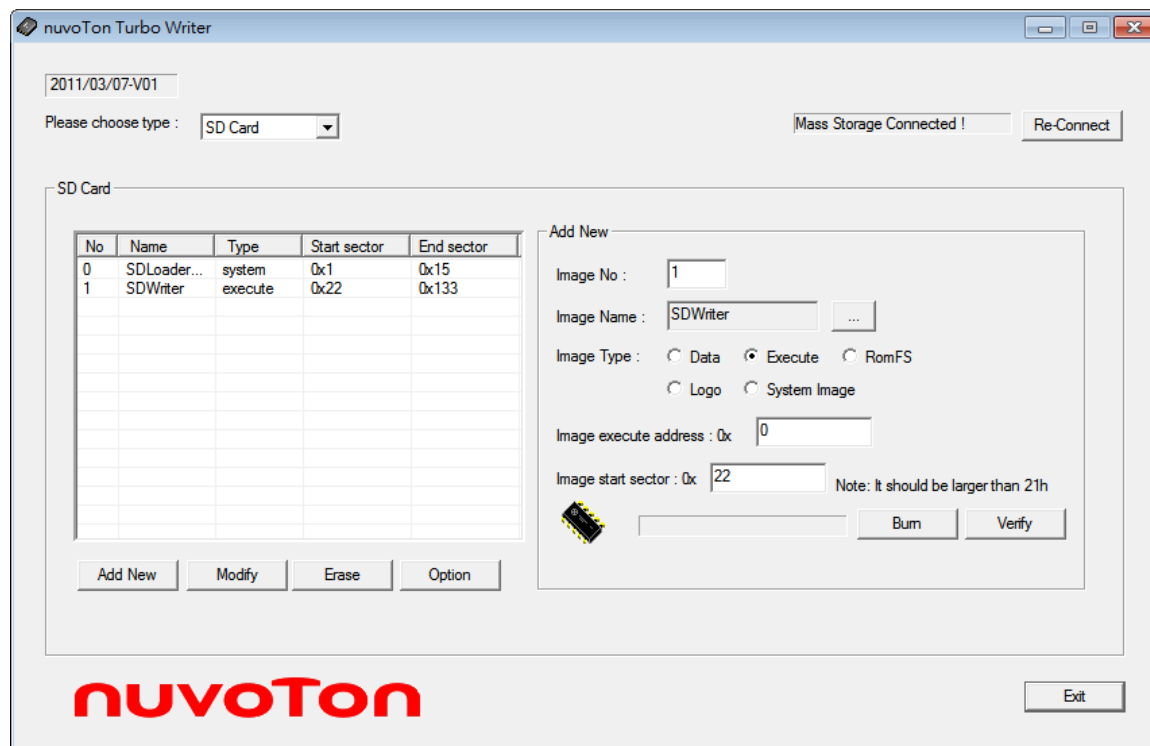 nuvoTon Turbo Writer
2011/03/07-V01
Please choose type : SD Card
Mass Storage Connected ! Re-Connect
SD Card
No Name Type Start sector End sector
0 SDLoader... system 0x1 0x15
1 SDWriter execute 0x22 0x133
Add New Modify Erase Option
Add New
Image No : 1
Image Name : SDWriter ...
Image Type : Data Execute RomFS
Logo System Image
Image execute address : 0x 0
Image start sector : 0x 22 Note: It should be larger than 21h
Burn Verify
nuvoTon
Exit